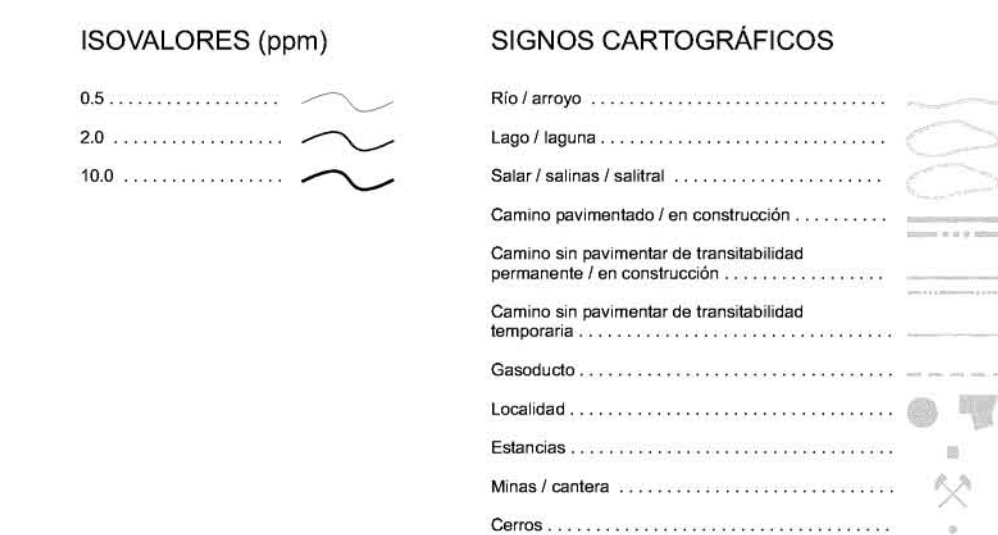 ISOVALORES (ppm)
0.5 . . . . . . . . . . . . . . . . . .
2.0 . . . . . . . . . . . . . . . . . .
10.0 . . . . . . . . . . . . . . . . .
SIGNOS CARTOGRÁFICOS
Río / arroyo . . . . . . . . . . . . . . . . . . . . . . . . . . . . . . .
Lago / laguna . . . . . . . . . . . . . . . . . . . . . . . . . . . . . .
Salar / salinas / salitral . . . . . . . . . . . . . . . . . . . . . .
Camino pavimentado / en construcción . . . . . . . . . .
Camino sin pavimentar de transitabilidad
permanente / en construcción . . . . . . . . . . . . . . . . .
Camino sin pavimentar de transitabilidad
temporaria . . . . . . . . . . . . . . . . . . . . . . . . . . . . . . . . .
Gasoducto . . . . . . . . . . . . . . . . . . . . . . . . . . . . . . . . .
Localidad . . . . . . . . . . . . . . . . . . . . . . . . . . . . . . . . . .
Estancias . . . . . . . . . . . . . . . . . . . . . . . . . . . . . . . . . .
Minas / cantera . . . . . . . . . . . . . . . . . . . . . . . . . . . . .
Cerros . . . . . . . . . . . . . . . . . . . . . . . . . . . . . . . . . . . .